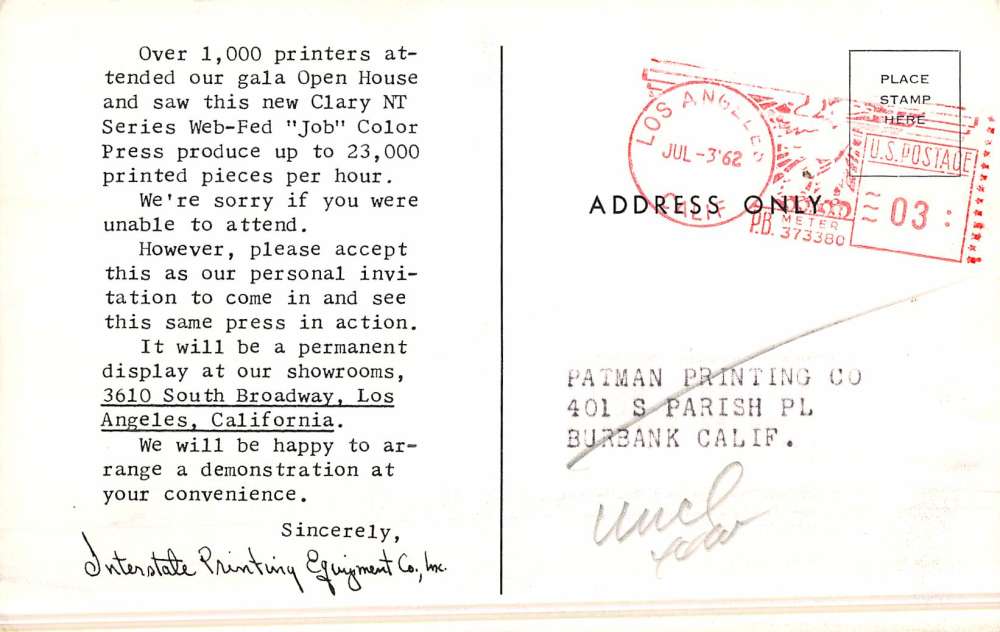 Over 1,000 printers at-
tended our gala Open House
and saw this new Clary NT
Series Web-Fed "Job" Color
Press produce up to 23,000
printed pieces per hour.
We're sorry if you were
unable to attend.
However, please accept
this as our personal invi-
tation to come in and see
this same press in action.
It will be a permanent
display at our showrooms,
3610 South Broadway, Los
Angeles, California.
We will be happy to ar-
range a demonstration at
your convenience.
Sincerely,
Interstate Printing Equipment Co., Inc.
PLACE
STAMP
HERE
LOS ANGELES
JUL -3'62
CALIF
U.S. POSTAGE
03
P.B. METER
373380
ADDRESS ONLY
PATMAN PRINTING CO
401 S PARISH PL
BURBANK CALIF.